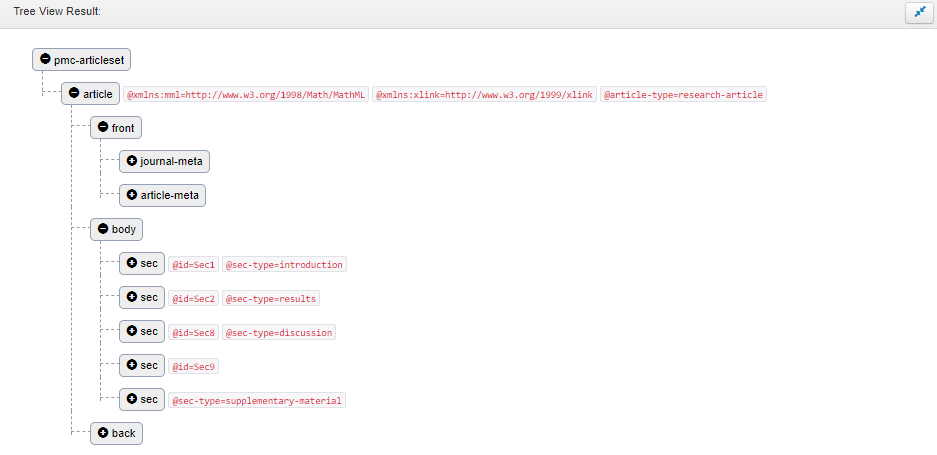 Tree View Result:
pmc-articleset
article @xmlns:mml=http://www.w3.org/1998/Math/MathML @xmlns:xlink=http://www.w3.org/1999/xlink @article-type=research-article
front
journal-meta
article-meta
body
sec @id=Sec1 @sec-type=introduction
sec @id=Sec2 @sec-type=results
sec @id=Sec8 @sec-type=discussion
sec @id=Sec9
sec @sec-type=supplementary-material
back